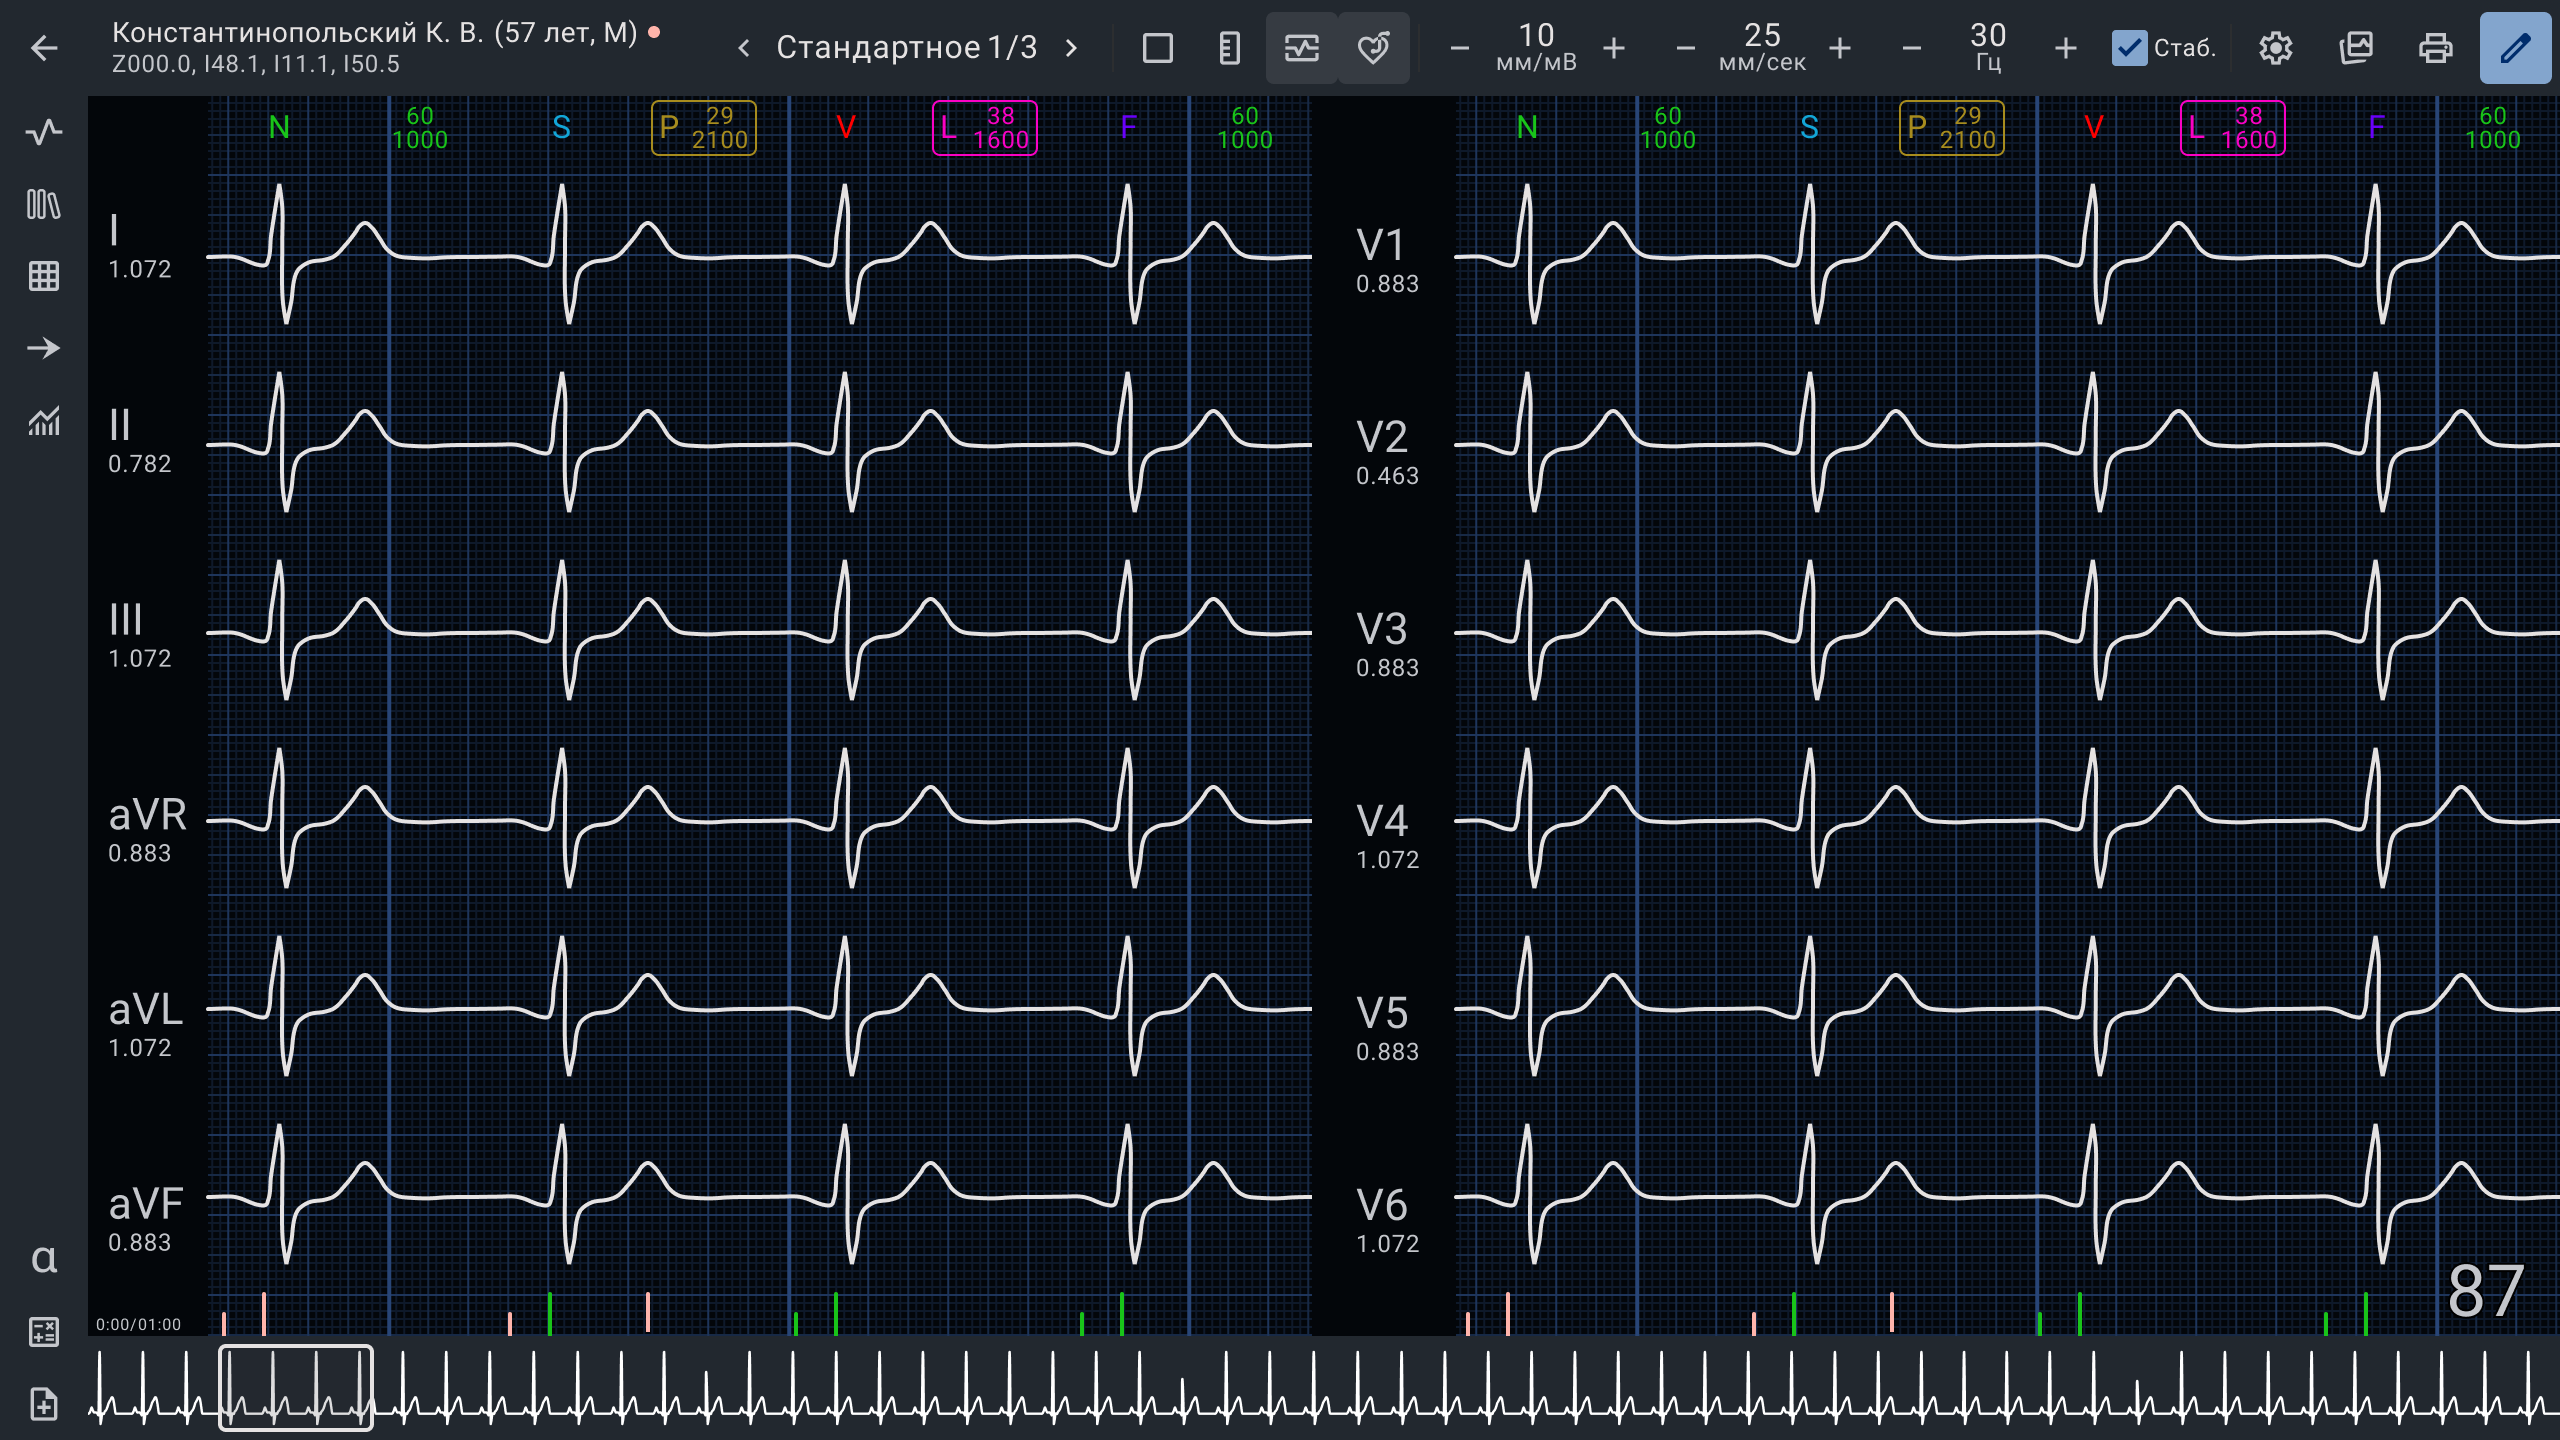 Константинопольский К. В. (57 лет, М)
Z000.0, I48.1, I11.1, I50.5
Стандартное 1/3
10
мм/мВ
25
мм/сек
30
Гц
Стаб.
N 60 1000 S P 29 2100 V L 38 1600 F 60 1000
N 60 1000 S P 29 2100 V L 38 1600 F 60 1000
I
1.072
II
0.782
III
1.072
aVR
0.883
aVL
1.072
aVF
0.883
V1
0.883
V2
0.463
V3
0.883
V4
1.072
V5
0.883
V6
1.072
87
0:00/01:00
α